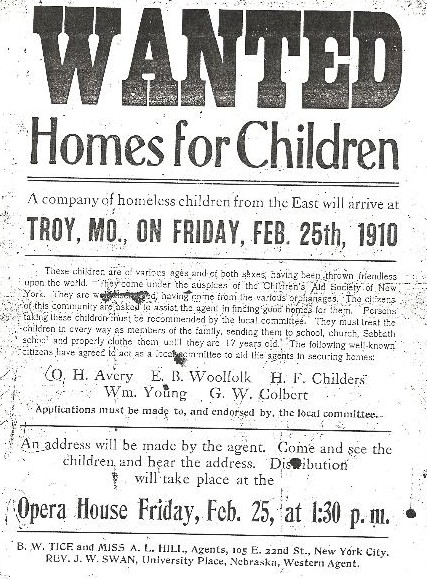 WANTED
Homes for Children
A company of homeless children from the East will arrive at
TROY, MO., ON FRIDAY, FEB. 25th, 1910
These children are of various ages and of both sexes, having been thrown friendless
upon the world. They come under the auspices of the Children's Aid Society of New
York. They are well disciplined, having come from the various orphanages. The citizens
of this community are asked to assist the agent in finding good homes for them. Persons
taking these children must be recommended by the local committee. They must treat the
children in every way as members of the family, sending them to school, church, Sabbath
school and properly clothe them until they are 17 years old. The following well-known
citizens have agreed to act as a local committee to aid the agents in securing homes:
O. H. Avery E. B. Woolfolk H. F. Childers
Wm. Young G. W. Colbert
Applications must be made to, and endorsed by, the local committee.
An address will be made by the agent. Come and see the
children and hear the address. Distribution
will take place at the
Opera House Friday, Feb. 25, at 1:30 p. m.
B. W. TICE and MISS A. L. HILL, Agents, 105 E. 22nd St., New York City.
REV. J. W. SWAN, University Place, Nebraska, Western Agent.